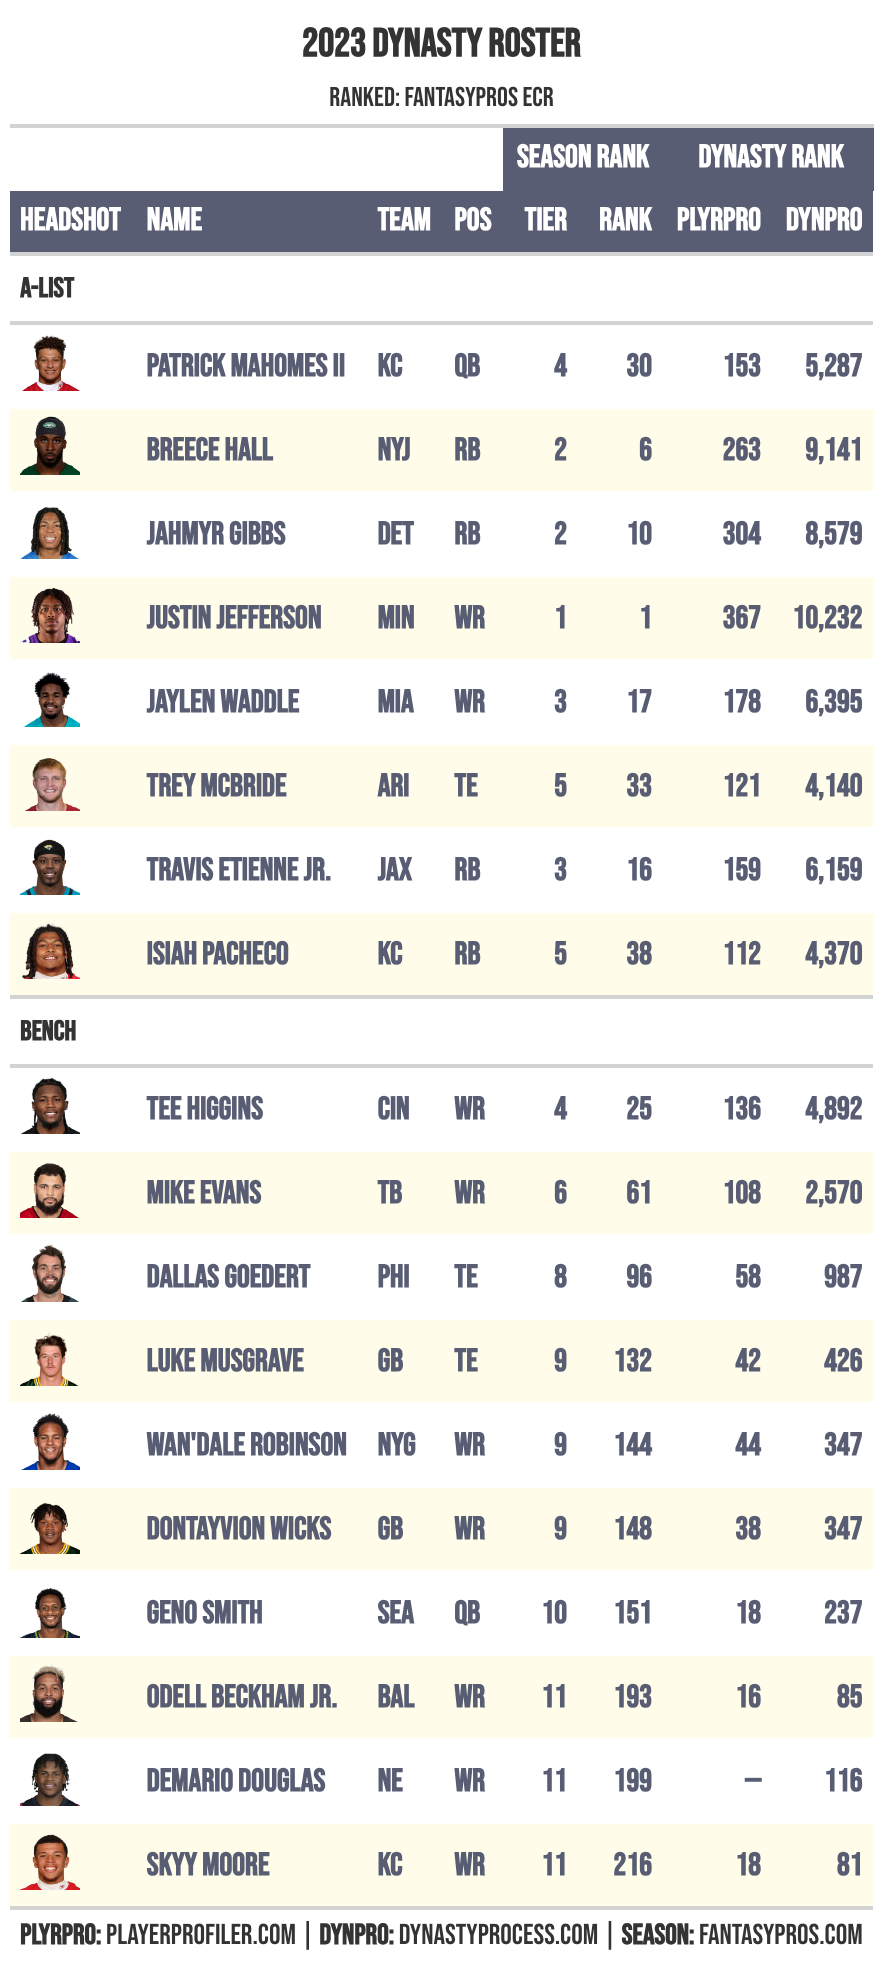 2023 DYNASTY ROSTER
RANKED: FANTASYPROS ECR
SEASON RANK DYNASTY RANK
HEADSHOT NAME TEAM POS TIER RANK PLYRPRO DYNPRO
A-LIST
PATRICK MAHOMES II KC QB 4 30 153 5,287
BREECE HALL NYJ RB 2 6 263 9,141
JAHMYR GIBBS DET RB 2 10 304 8,579
JUSTIN JEFFERSON MIN WR 1 1 367 10,232
JAYLEN WADDLE MIA WR 3 17 178 6,395
TREY MCBRIDE ARI TE 5 33 121 4,140
TRAVIS ETIENNE JR. JAX RB 3 16 159 6,159
ISIAH PACHECO KC RB 5 38 112 4,370
BENCH
TEE HIGGINS CIN WR 4 25 136 4,892
MIKE EVANS TB WR 6 61 108 2,570
DALLAS GOEDERT PHI TE 8 96 58 987
LUKE MUSGRAVE GB TE 9 132 42 426
WAN'DALE ROBINSON NYG WR 9 144 44 347
DONTAYVION WICKS GB WR 9 148 38 347
GENO SMITH SEA QB 10 151 18 237
ODELL BECKHAM JR. BAL WR 11 193 16 85
DEMARIO DOUGLAS NE WR 11 199 — 116
SKYY MOORE KC WR 11 216 18 81
PLYRPRO: PLAYERPROFILER.COM | DYNPRO: DYNASTYPROCESS.COM | SEASON: FANTASYPROS.COM